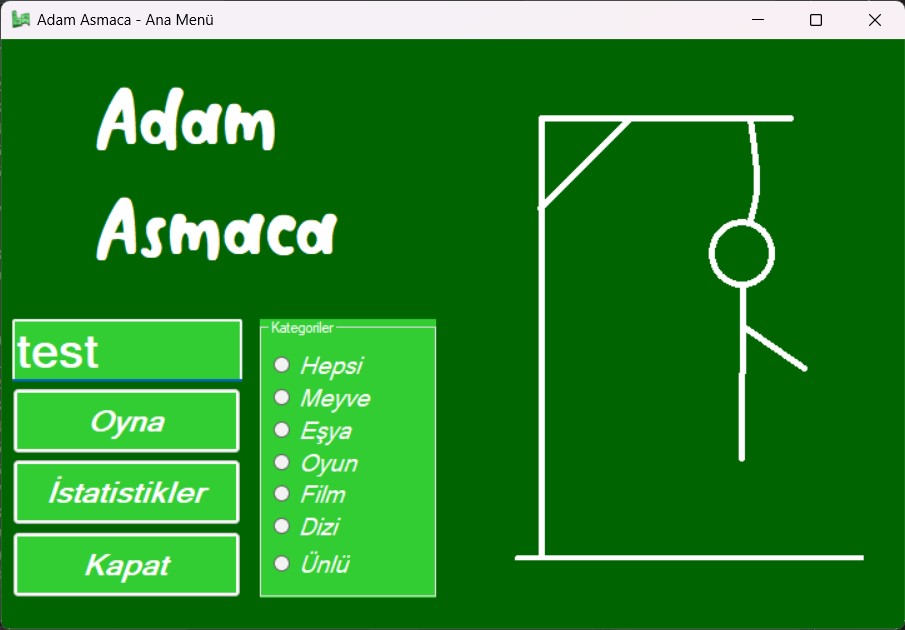 Adam Asmaca - Ana Menü
Adam
Asmaca
test
Oyna
İstatistikler
Kapat
Kategoriler
Hepsi
Meyve
Eşya
Oyun
Film
Dizi
Ünlü